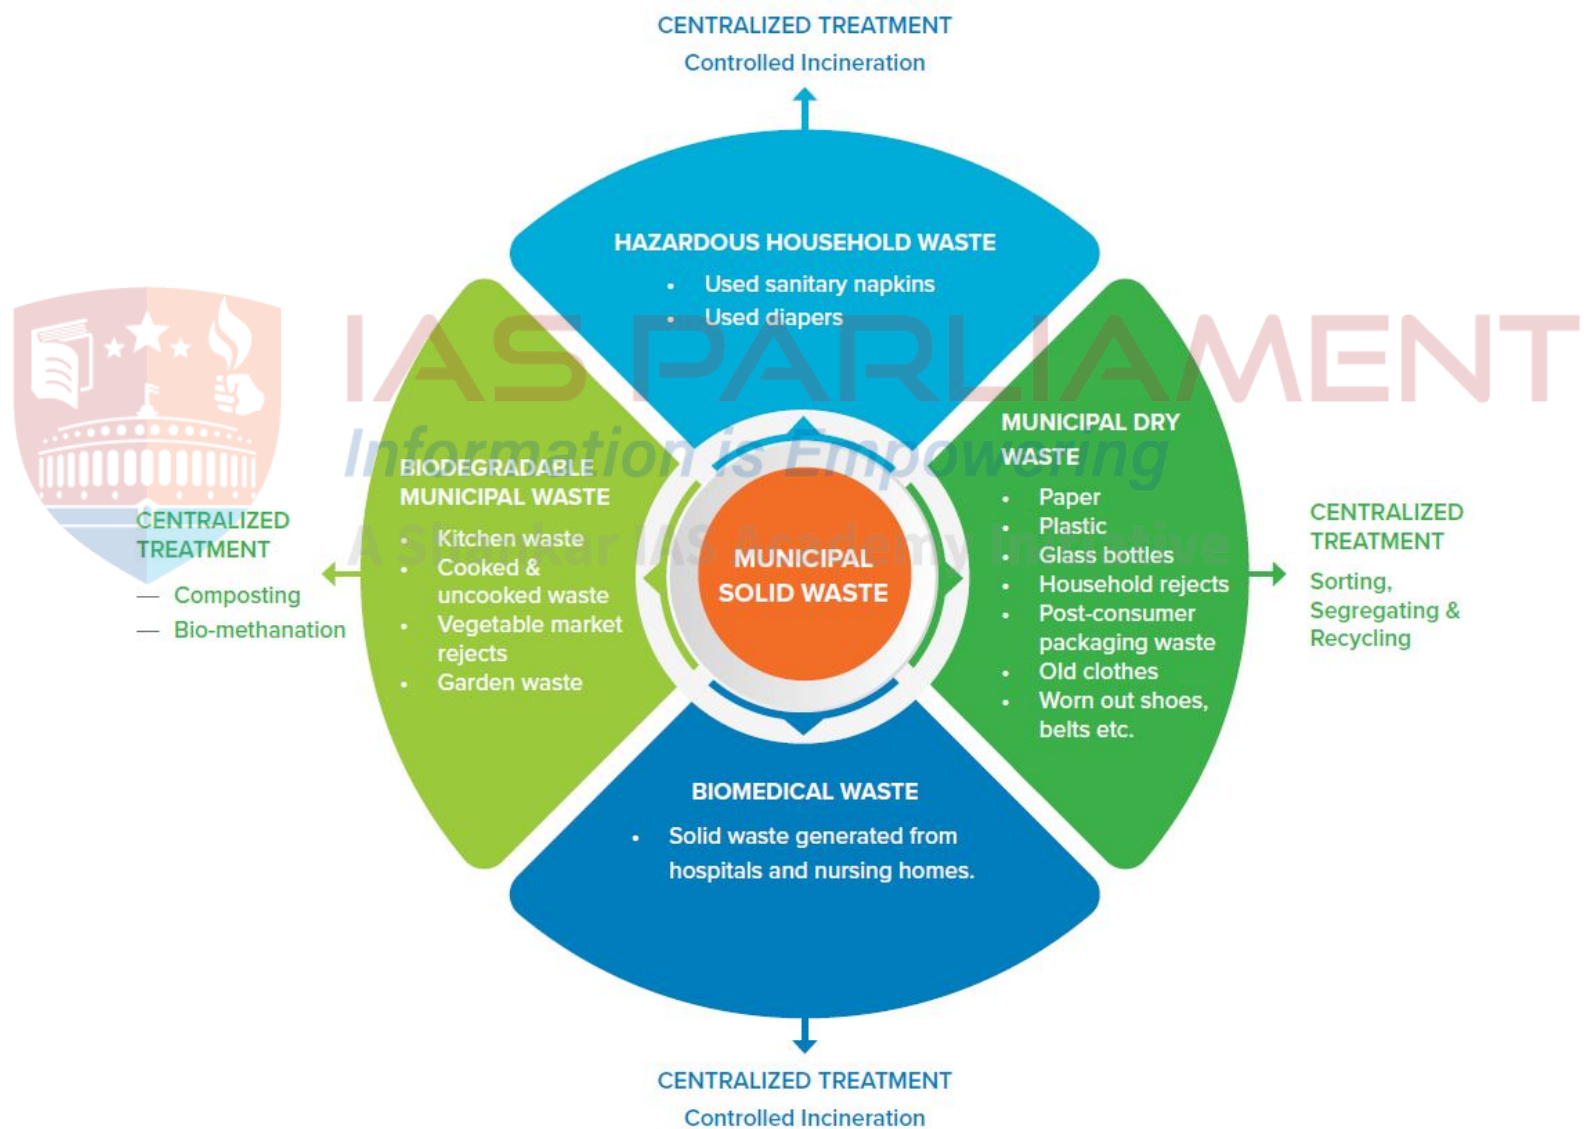 CENTRALIZED TREATMENT
Controlled Incineration
HAZARDOUS HOUSEHOLD WASTE
• Used sanitary napkins
• Used diapers
IAS PARLIAMENT
Information is Empowering
A Shankar IAS Academy Initiative
BIODEGRADABLE
MUNICIPAL WASTE
• Kitchen waste
• Cooked &
uncooked waste
• Vegetable market
rejects
• Garden waste
CENTRALIZED
TREATMENT
— Composting
— Bio-methanation
MUNICIPAL
SOLID WASTE
MUNICIPAL DRY
WASTE
• Paper
• Plastic
• Glass bottles
• Household rejects
• Post-consumer
packaging waste
• Old clothes
• Worn out shoes,
belts etc.
CENTRALIZED
TREATMENT
Sorting,
Segregating &
Recycling
BIOMEDICAL WASTE
• Solid waste generated from
hospitals and nursing homes.
CENTRALIZED TREATMENT
Controlled Incineration